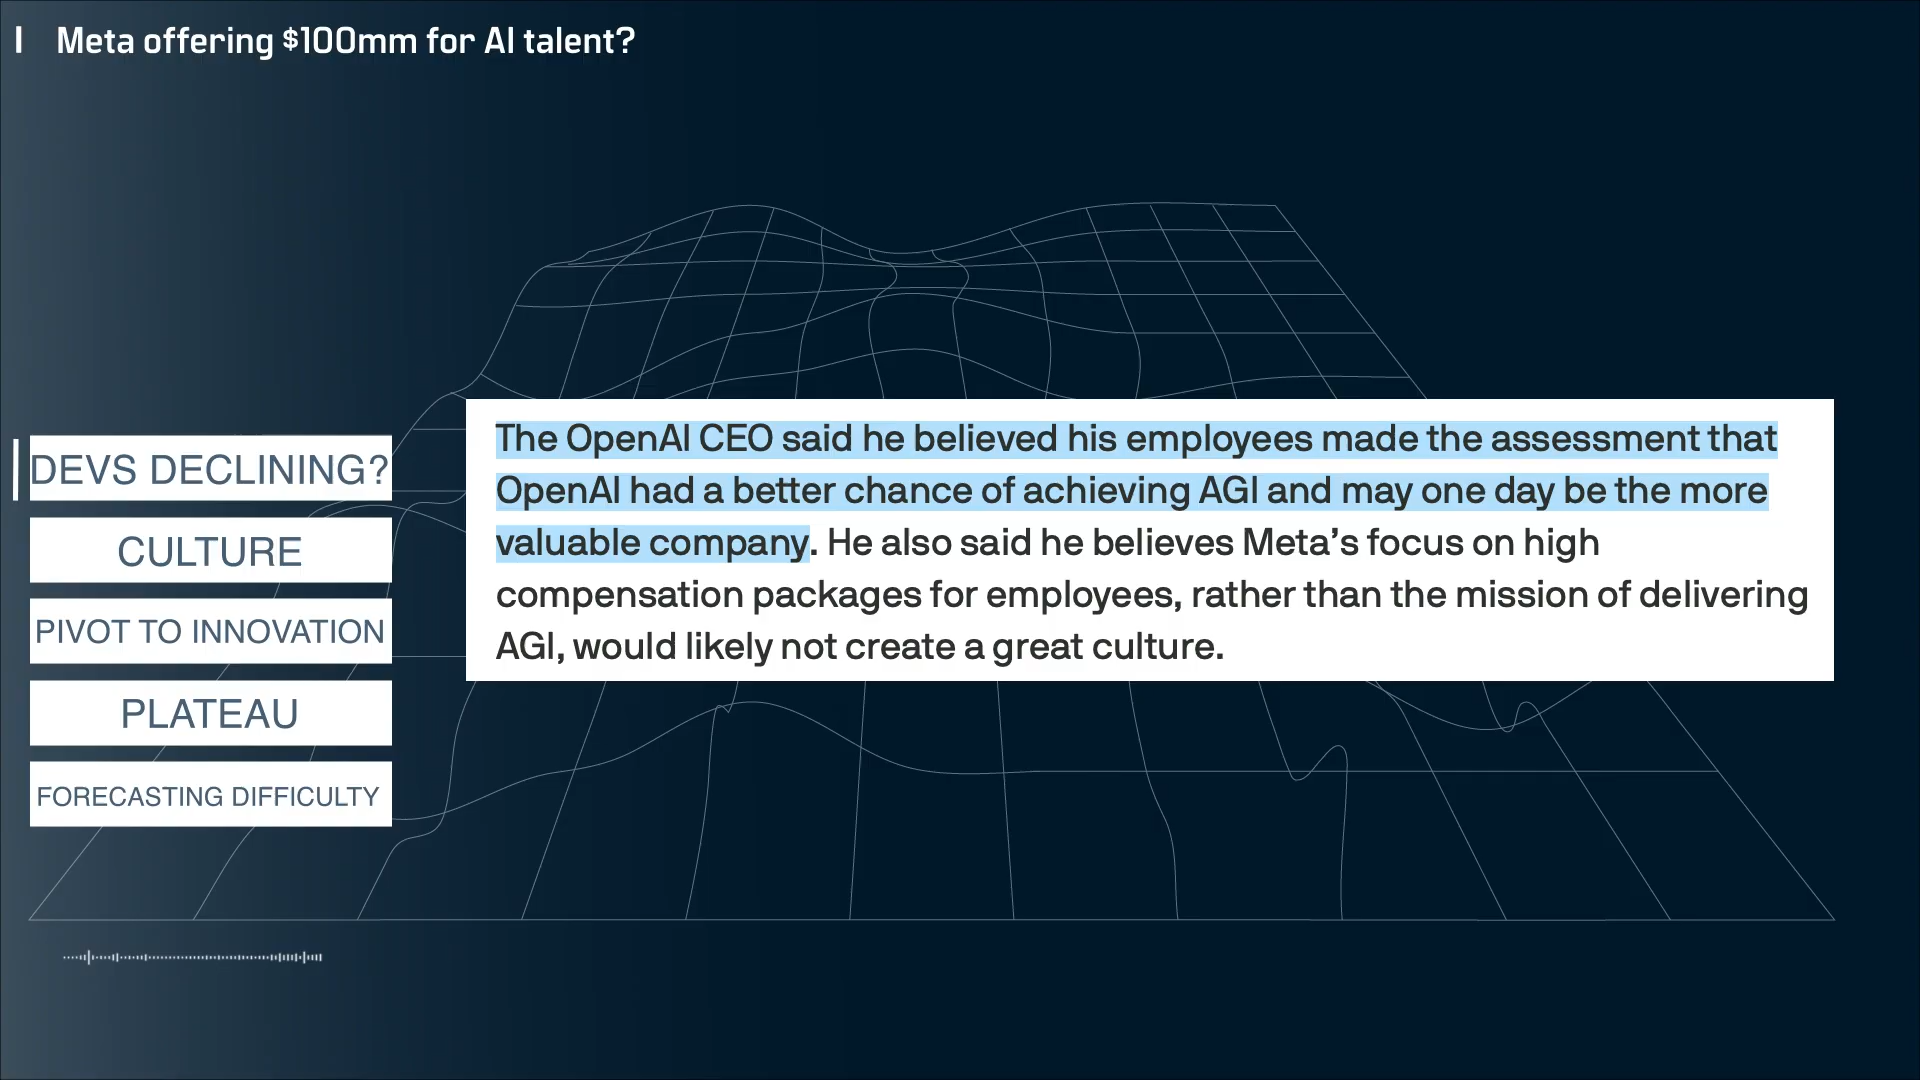 Meta offering $100mm for AI talent?
DEVS DECLINING?
CULTURE
PIVOT TO INNOVATION
PLATEAU
FORECASTING DIFFICULTY
The OpenAI CEO said he believed his employees made the assessment that
OpenAI had a better chance of achieving AGI and may one day be the more
valuable company. He also said he believes Meta’s focus on high
compensation packages for employees, rather than the mission of delivering
AGI, would likely not create a great culture.